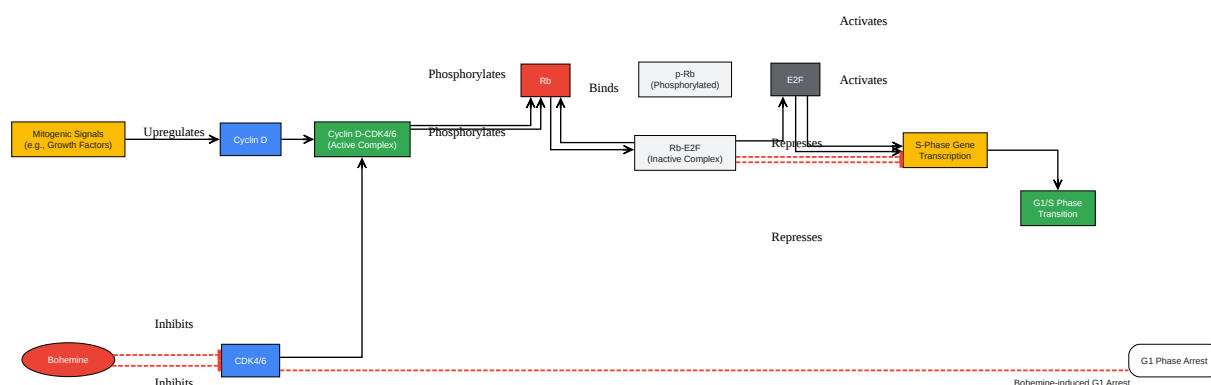 Activates
Phosphorylates
Rb
Binds
p-Rb
(Phosphorylated)
E2F
Activates
Mitogenic Signals
(e.g., Growth Factors)
Upregulates
Cyclin D
Cyclin D-CDK4/6
(Active Complex)
Phosphorylates
Rb-E2F
(Inactive Complex)
Represses
S-Phase Gene
Transcription
G1/S Phase
Transition
Represses
Inhibits
Bohemine
CDK4/6
G1 Phase Arrest
Inhibits
Bohemine-induced G1 Arrest